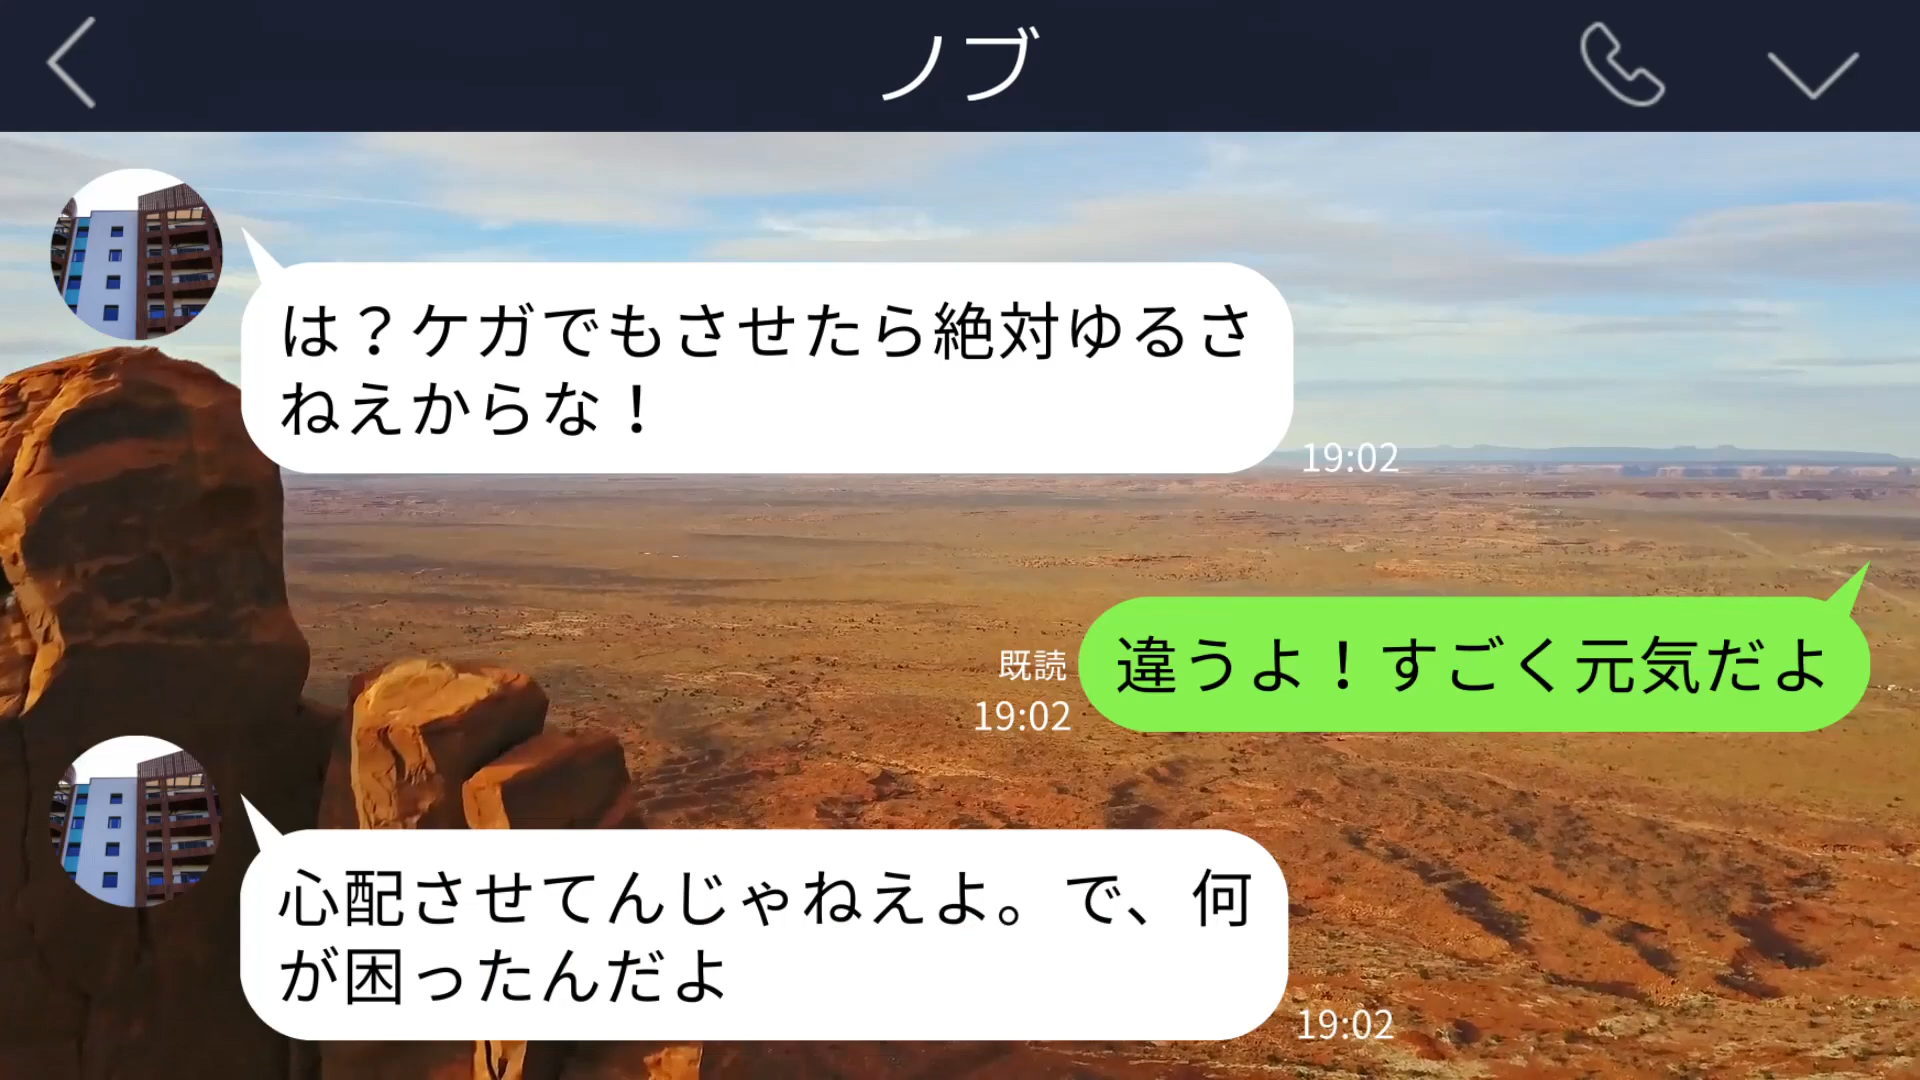 ノブ
は？ケガでもさせたら絶対ゆるさ
ねえからな！
19:02
違うよ！すごく元気だよ
既読
19:02
心配させてんじゃねえよ。で、何
が困ったんだよ
19:02